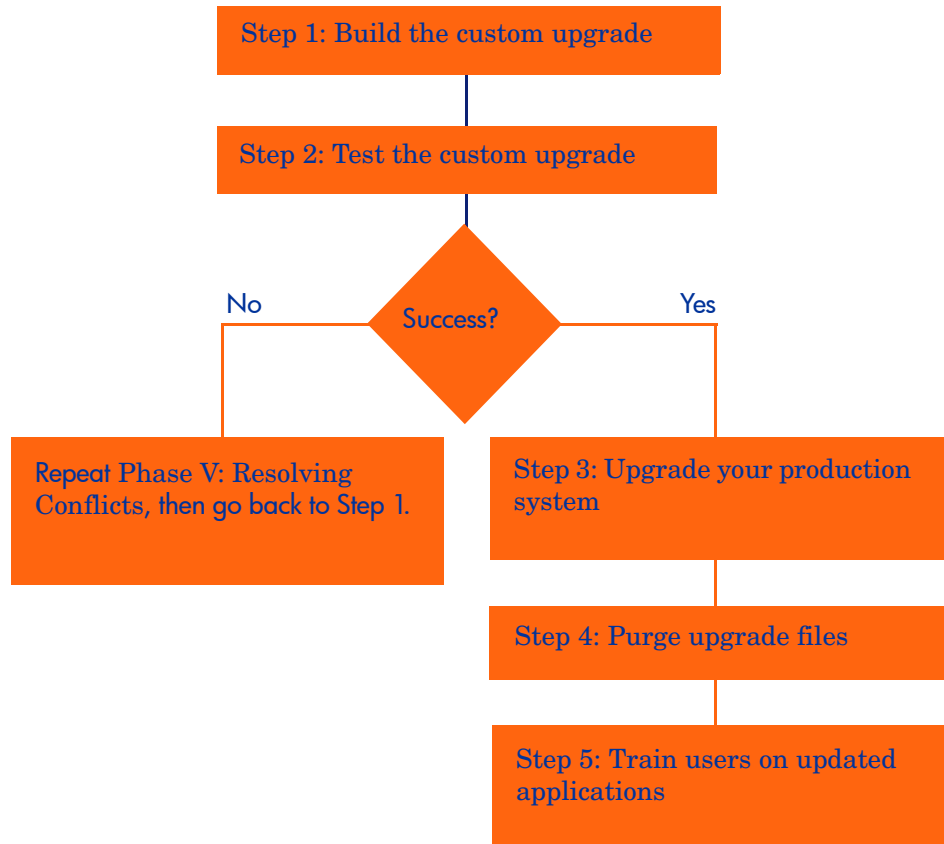 Step 1: Build the custom upgrade
Step 2: Test the custom upgrade
Success?
No
Yes
Repeat Phase V: Resolving
Conflicts, then go back to Step 1.
Step 3: Upgrade your production
system
Step 4: Purge upgrade files
Step 5: Train users on updated
applications